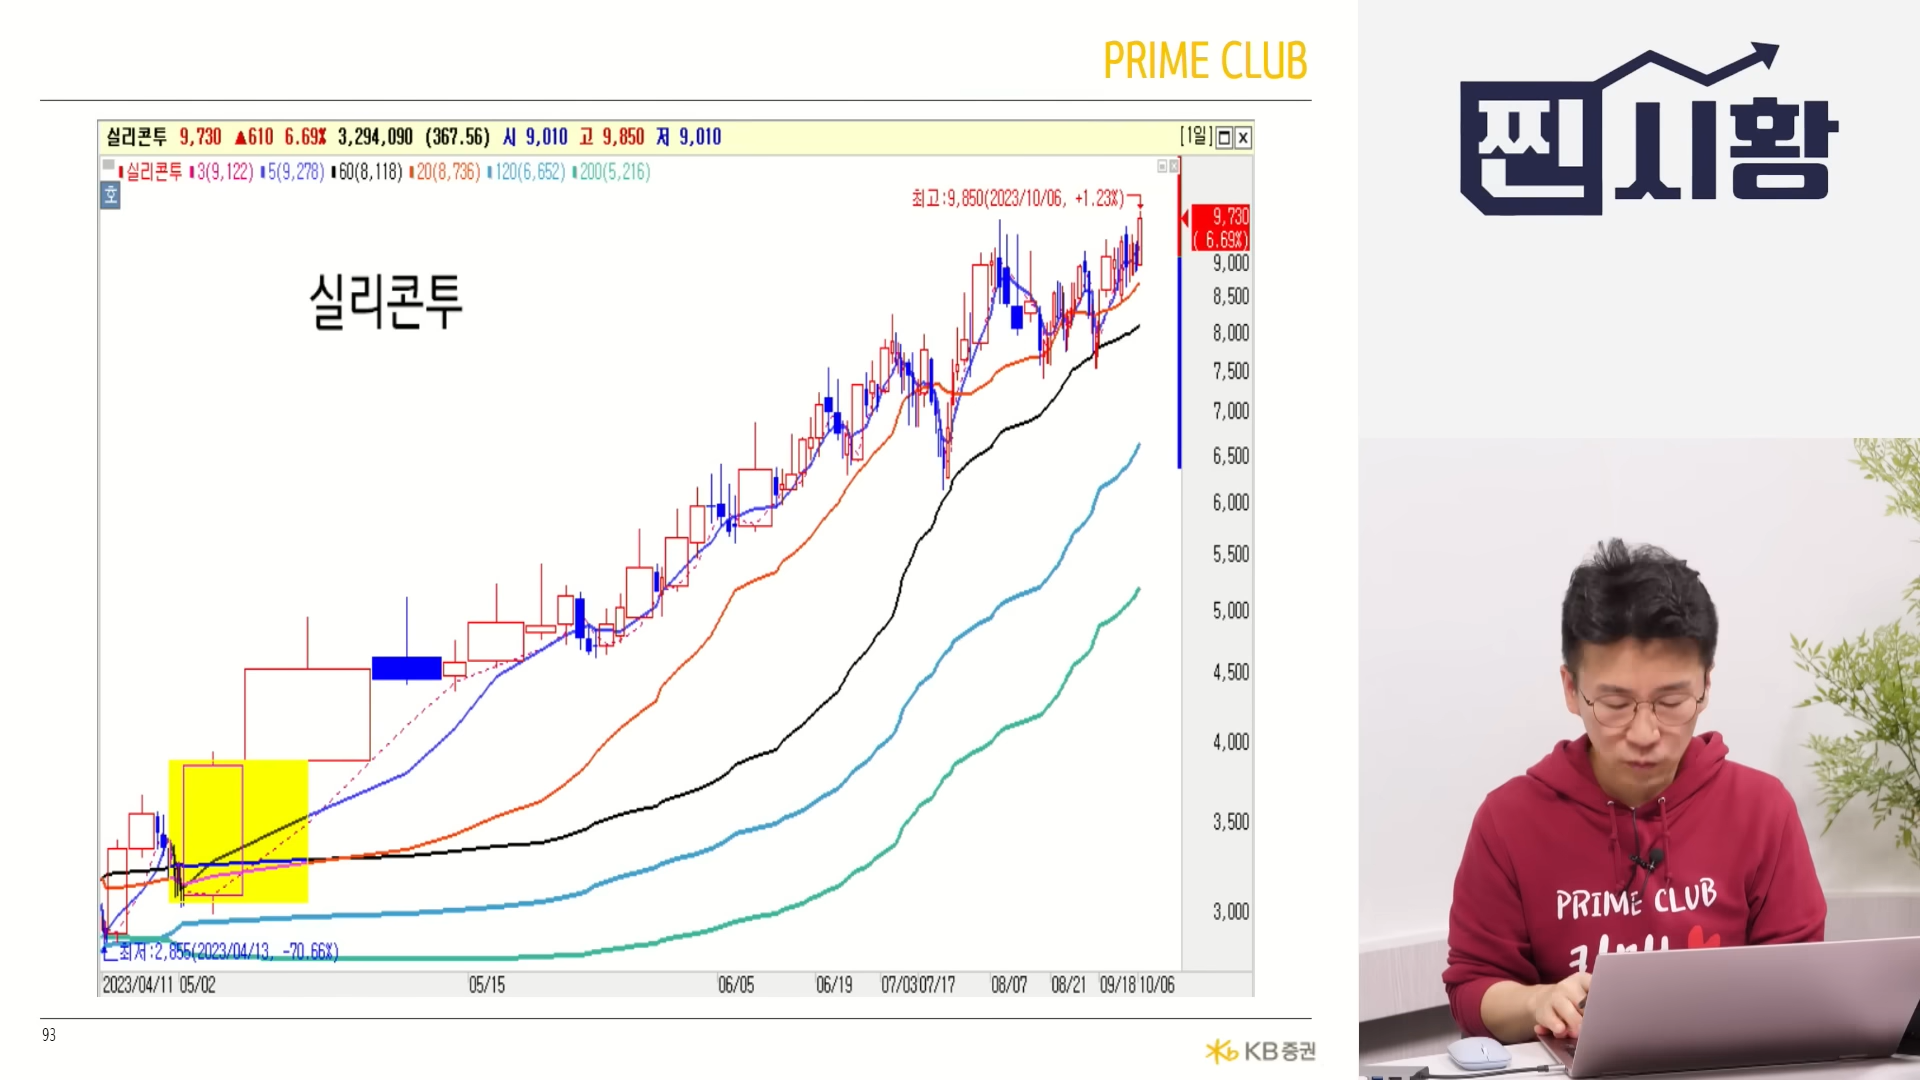 PRIME CLUB
실리콘투 9,730 ▲610 6.69% 3,294,090 (367.56) 시 9,010 고 9,850 저 9,010 [1일]
실리콘투 3(9,122) 5(9,278) 60(8,118) 20(8,736) 120(6,652) 200(5,216)
호
최고:9,850(2023/10/06, +1.23%)
9,730
( 6.69%)
9,000
8,500
8,000
7,500
7,000
6,500
6,000
5,500
5,000
4,500
4,000
3,500
3,000
실리콘투
최저:2,855(2023/04/13, -70.66%)
2023/04/11 05/02 05/15 06/05 06/19 07/03 07/17 08/07 08/21 09/18 10/06
93
KB증권
찐시황
PRIME CLUB